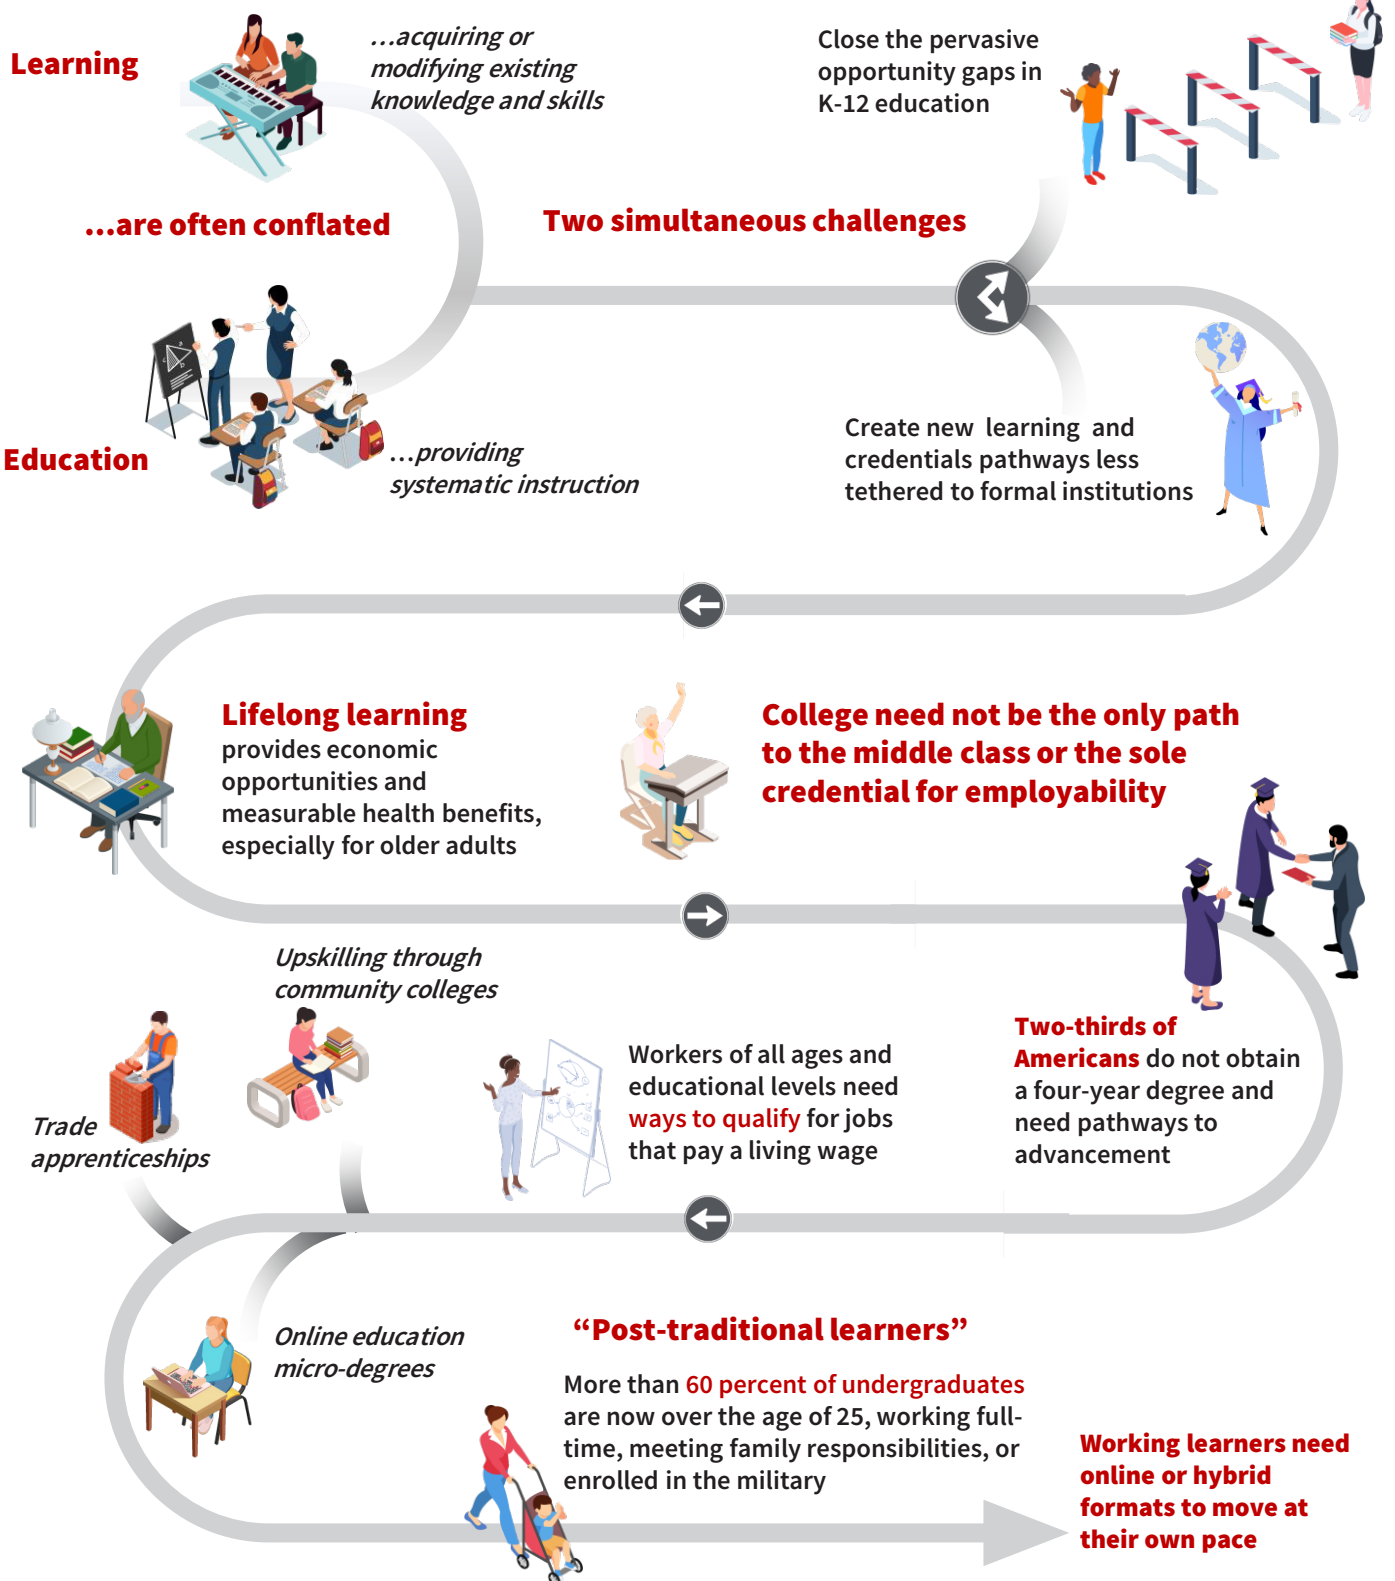 Learning
…acquiring or
modifying existing
knowledge and skills
Close the pervasive
opportunity gaps in
K-12 education
…are often conflated
Two simultaneous challenges
Education
…providing
systematic instruction
Create new learning and
credentials pathways less
tethered to formal institutions
Lifelong learning
provides economic
opportunities and
measurable health benefits,
especially for older adults
College need not be the only path
to the middle class or the sole
credential for employability
Upskilling through
community colleges
Trade
apprenticeships
Workers of all ages and
educational levels need
ways to qualify for jobs
that pay a living wage
Two-thirds of
Americans do not obtain
a four-year degree and
need pathways to
advancement
Online education
micro-degrees
“Post-traditional learners”
More than 60 percent of undergraduates
are now over the age of 25, working full-
time, meeting family responsibilities, or
enrolled in the military
Working learners need
online or hybrid
formats to move at
their own pace